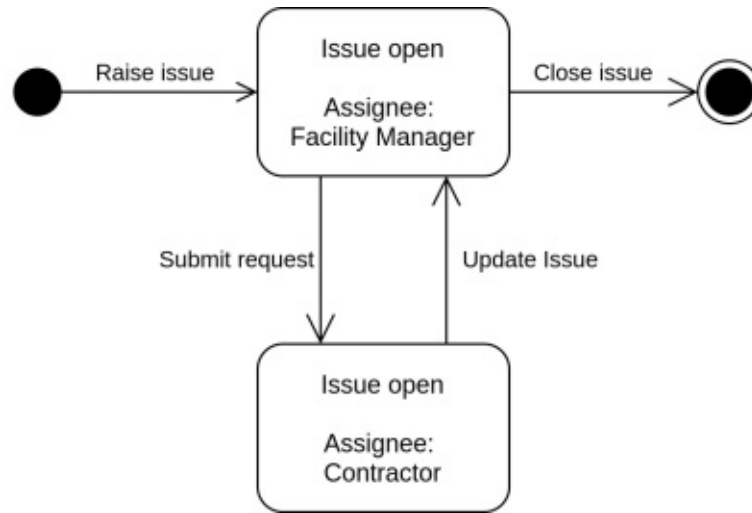 Raise issue
Issue open
Assignee:
Facility Manager
Close issue
Submit request
Update Issue
Issue open
Assignee:
Contractor